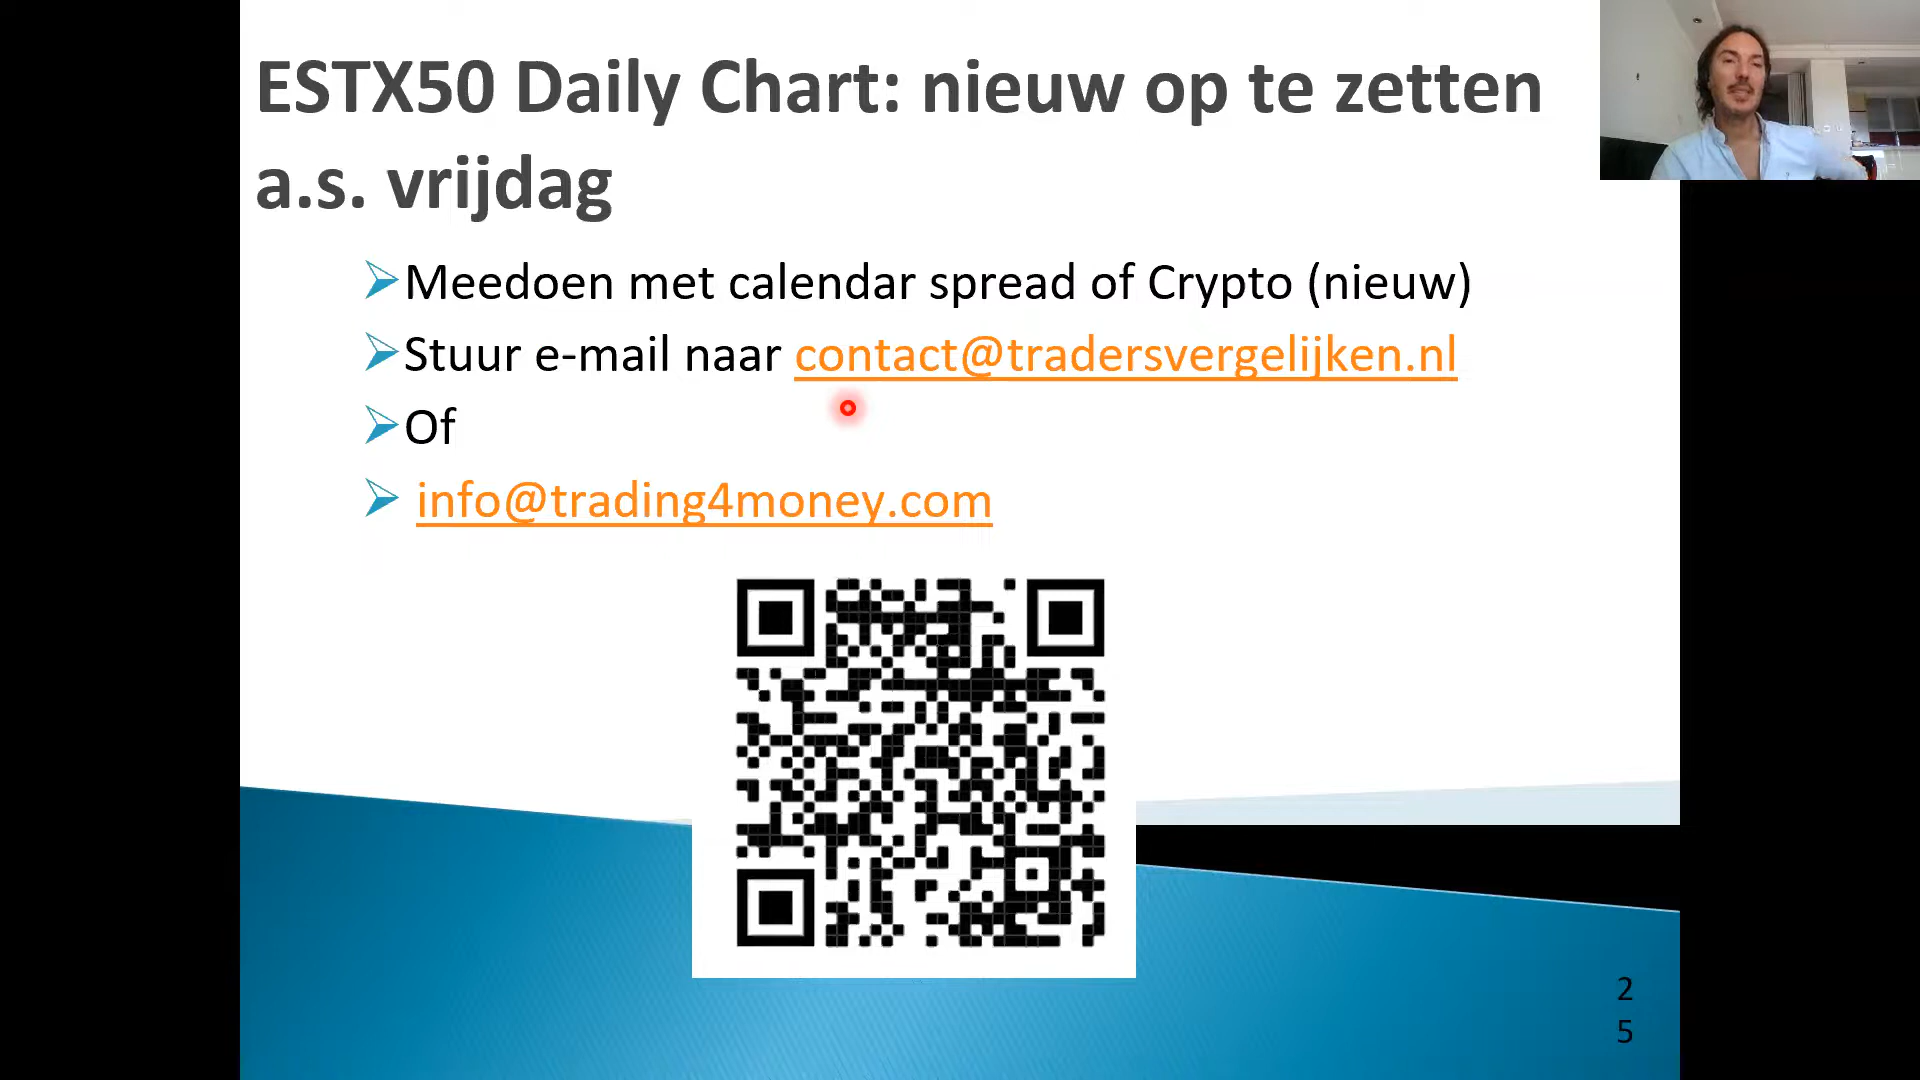 ESTX50 Daily Chart: nieuw op te zetten
a.s. vrijdag
Meedoen met calendar spread of Crypto (nieuw)
Stuur e-mail naar contact@tradersvergelijken.nl
Of
info@trading4money.com
2
5